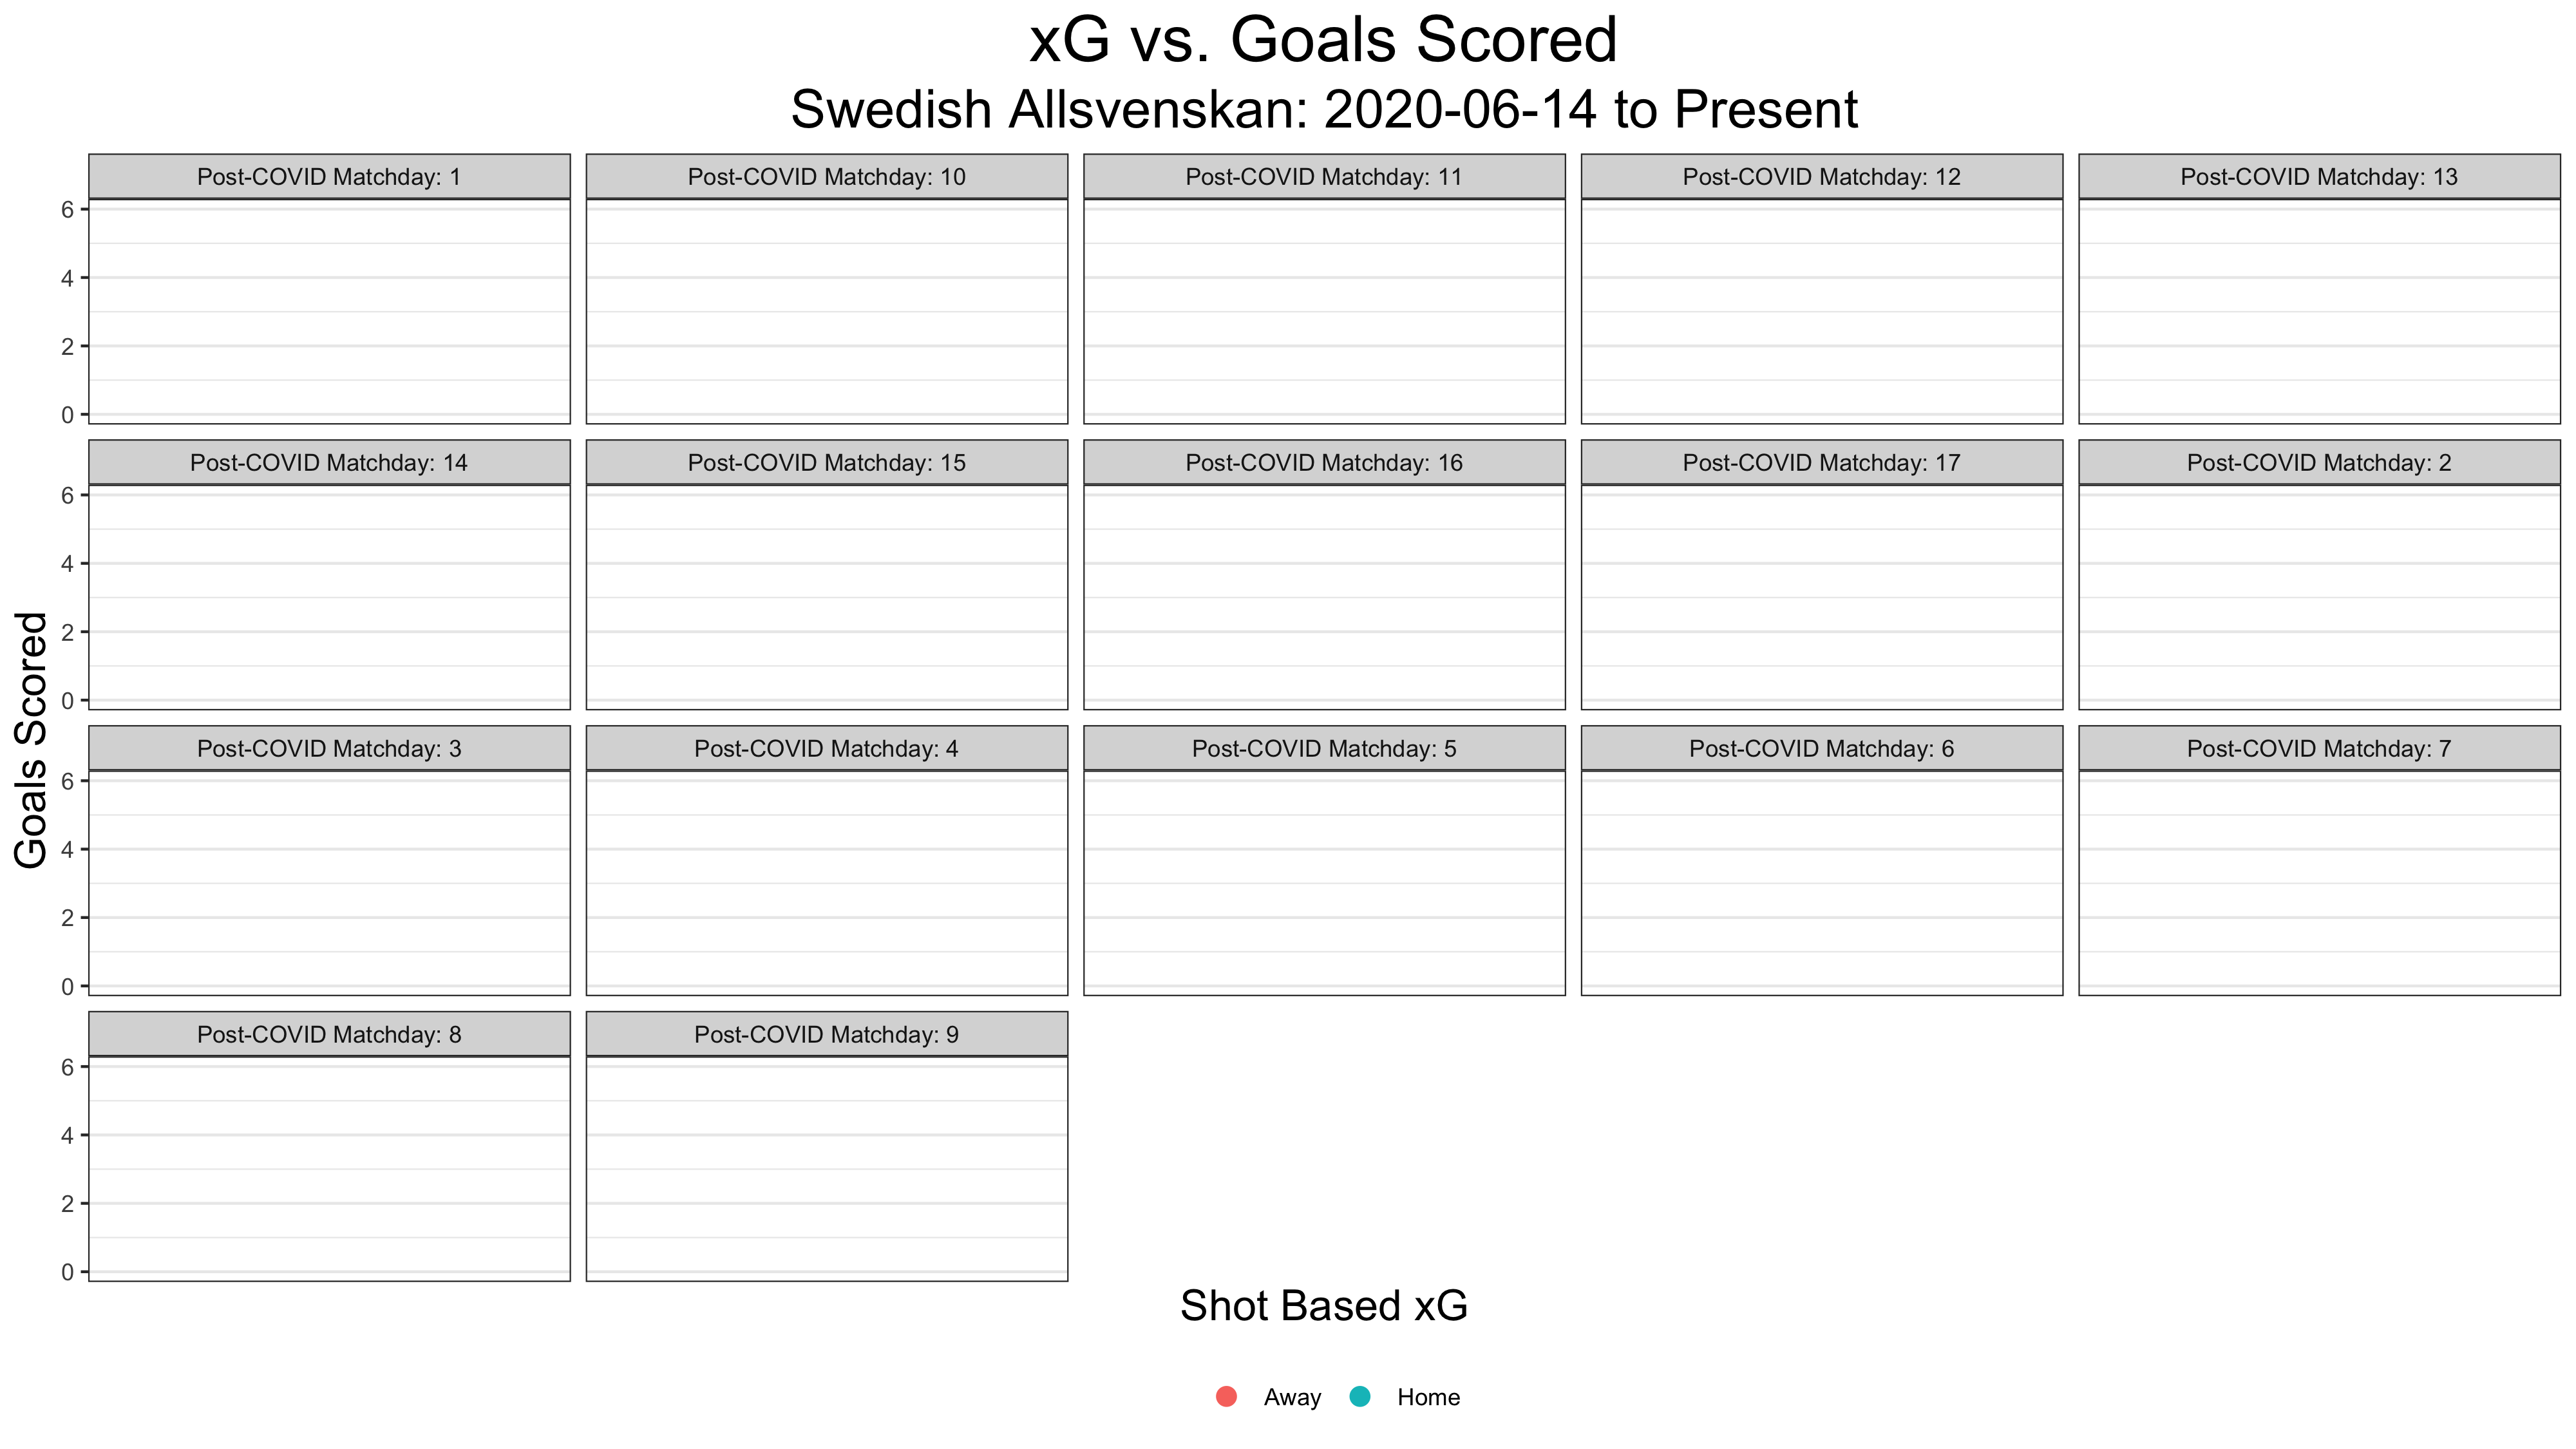 xG vs. Goals Scored
Swedish Allsvenskan: 2020-06-14 to Present
Post-COVID Matchday: 1
Post-COVID Matchday: 10
Post-COVID Matchday: 11
Post-COVID Matchday: 12
Post-COVID Matchday: 13
6
4
2
0
Post-COVID Matchday: 14
Post-COVID Matchday: 15
Post-COVID Matchday: 16
Post-COVID Matchday: 17
Post-COVID Matchday: 2
6
4
2
0
Goals Scored
Post-COVID Matchday: 3
Post-COVID Matchday: 4
Post-COVID Matchday: 5
Post-COVID Matchday: 6
Post-COVID Matchday: 7
6
4
2
0
Post-COVID Matchday: 8
Post-COVID Matchday: 9
6
4
2
0
Shot Based xG
Away
Home